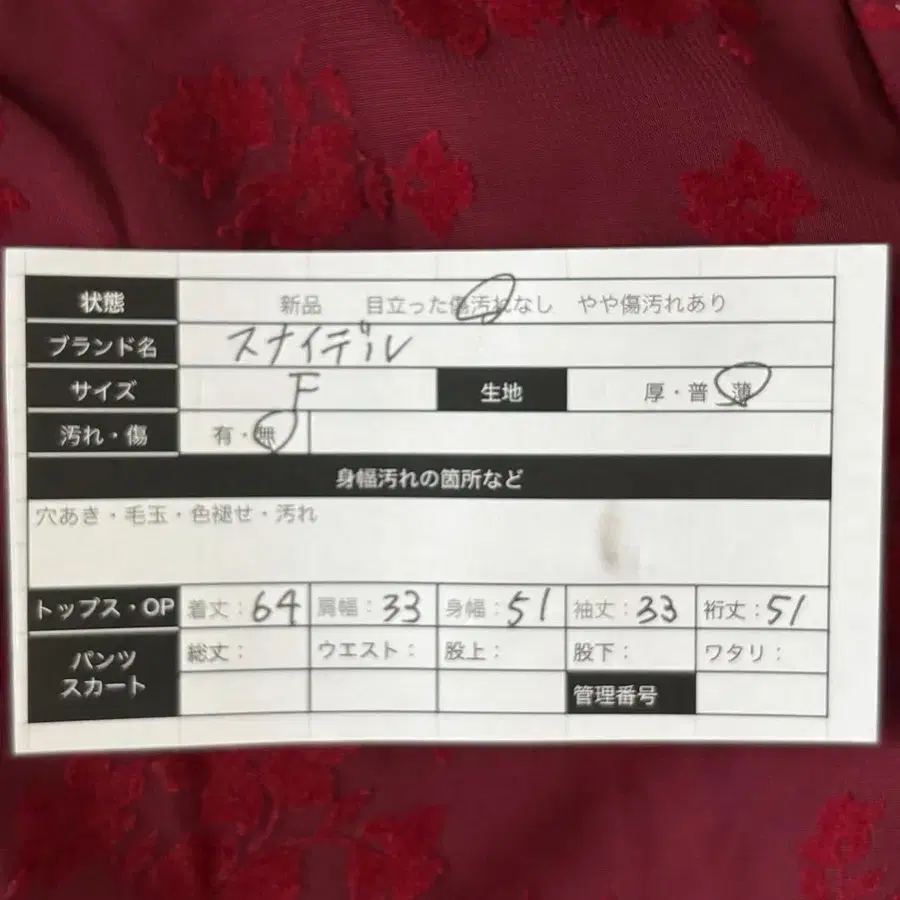 状態 新品 目立った傷汚れなし やや傷汚れあり
ブランド名 スナイデル
サイズ F 生地 厚・普 薄
汚れ・傷 有・無
身幅汚れの箇所など
穴あき・毛玉・色褪せ・汚れ
トップス・OP 着丈:64 肩幅:33 身幅:51 袖丈:33 裄丈:51
パンツ スカート 総丈: ウエスト: 股上: 股下: ワタリ:
管理番号